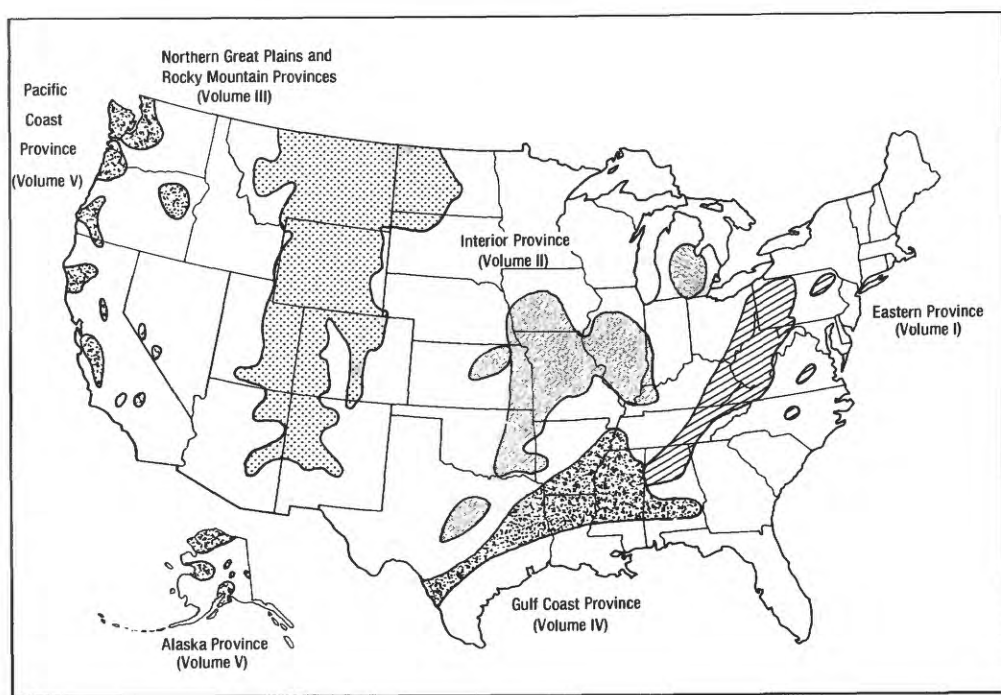 Northern Great Plains and
Rocky Mountain Provinces
(Volume III)
Pacific
Coast
Province
(Volume V)
Interior Province
(Volume II)
Eastern Province
(Volume I)
Gulf Coast Province
(Volume IV)
Alaska Province
(Volume V)